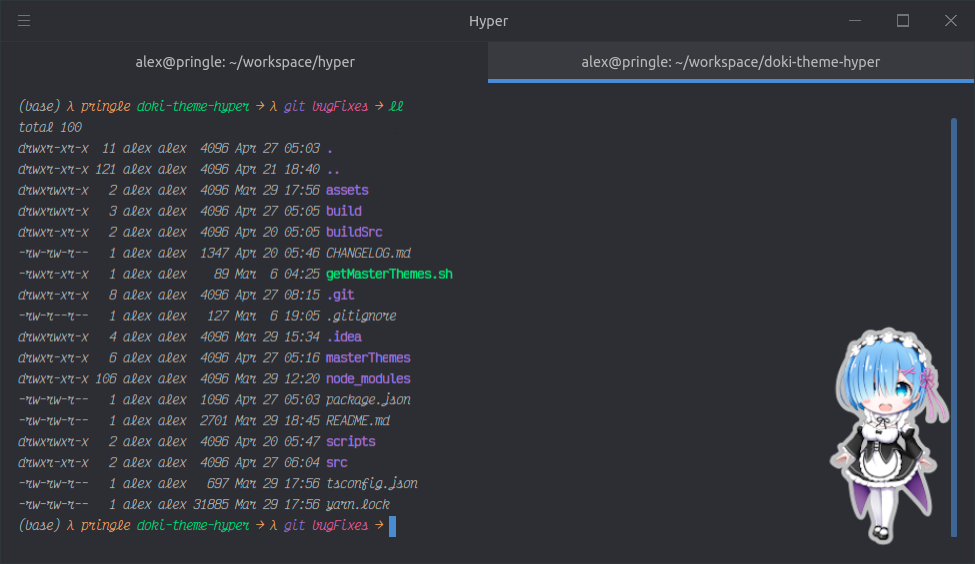 Hyper
alex@pringle: ~/workspace/hyper
alex@pringle: ~/workspace/doki-theme-hyper
(base) λ pringle doki-theme-hyper → λ git bugFixes → ll
total 100
drwxr-xr-x  11 alex alex  4096 Apr 27 05:03 .
drwxr-xr-x 121 alex alex  4096 Apr 21 18:40 ..
drwxrwxr-x   2 alex alex  4096 Mar 29 17:56 assets
drwxrwxr-x   3 alex alex  4096 Apr 27 05:05 build
drwxrwxr-x   2 alex alex  4096 Apr 20 05:05 buildSrc
-rw-rw-r--   1 alex alex  1347 Apr 20 05:46 CHANGELOG.md
-rwxr-xr-x   1 alex alex    89 Mar  6 04:25 getMasterThemes.sh
drwxr-xr-x   8 alex alex  4096 Apr 27 08:15 .git
-rw-r--r--   1 alex alex   127 Mar  6 19:05 .gitignore
drwxrwxr-x   4 alex alex  4096 Mar 29 15:34 .idea
drwxr-xr-x   6 alex alex  4096 Apr 27 05:16 masterThemes
drwxr-xr-x 106 alex alex  4096 Mar 29 12:20 node_modules
-rw-rw-r--   1 alex alex  1096 Apr 27 05:03 package.json
-rw-rw-r--   1 alex alex  2701 Mar 29 18:45 README.md
drwxrwxr-x   2 alex alex  4096 Apr 20 05:47 scripts
drwxr-xr-x   2 alex alex  4096 Apr 27 06:04 src
-rw-rw-r--   1 alex alex   697 Mar 29 17:56 tsconfig.json
-rw-rw-r--   1 alex alex 31885 Mar 29 17:56 yarn.lock
(base) λ pringle doki-theme-hyper → λ git bugFixes →